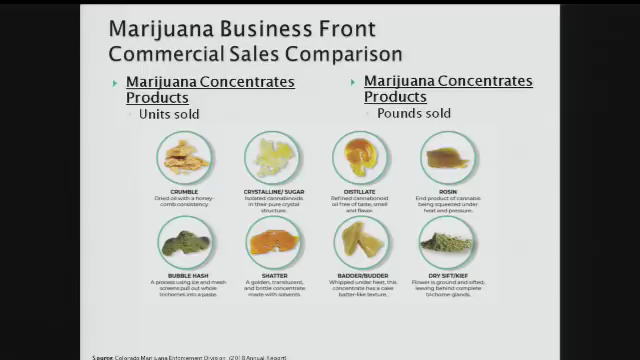 Marijuana Business Front
Commercial Sales Comparison
Marijuana Concentrates
Products
Units sold
Marijuana Concentrates
Products
Pounds sold
CRUMBLE
Dried oil with a honey-
comb consistency.
CRYSTALLINE/ SUGAR
Isolated cannabinoids
in their pure crystal
structure.
DISTILLATE
Refined cannabonoid
oil free of taste, smell
and flavor.
ROSIN
End product of cannabis
being squeezed under
heat and pressure.
BUBBLE HASH
A process using ice and mesh
screens pull out whole
trichomes into a paste.
SHATTER
A golden, translucent,
and brittle concentrate
made with solvents.
BADDER/BUDDER
Whipped under heat, this
concentrate has a cake
batter-like texture.
DRY SIFT/KIEF
Flower is ground and sifted,
leaving behind complete
trichome glands.
Source: Colorado Marijuana Enforcement Division (2018 Annual Report)